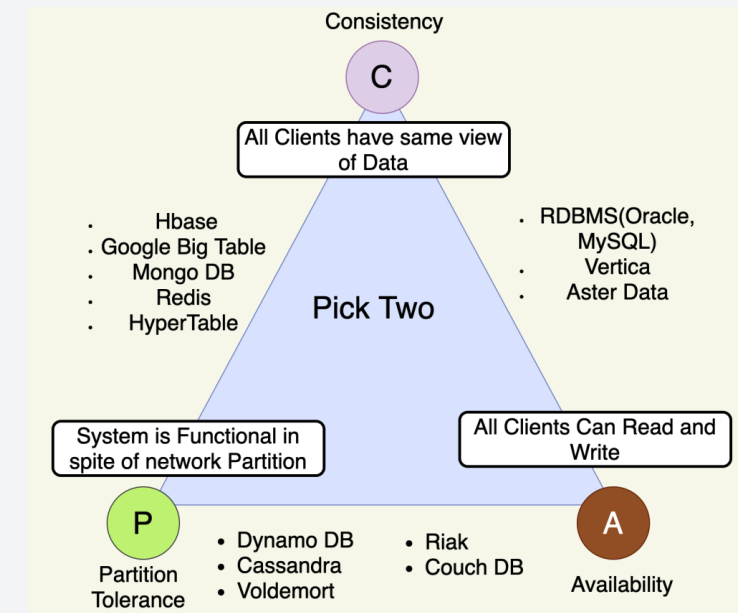 Consistency
C
All Clients have same view
of Data
• Hbase
• Google Big Table
• Mongo DB
• Redis
• HyperTable
• RDBMS(Oracle,
MySQL)
• Vertica
• Aster Data
Pick Two
System is Functional in
spite of network Partition
All Clients Can Read and
Write
P
Partition
Tolerance
• Dynamo DB
• Cassandra
• Voldemort
• Riak
• Couch DB
A
Availability